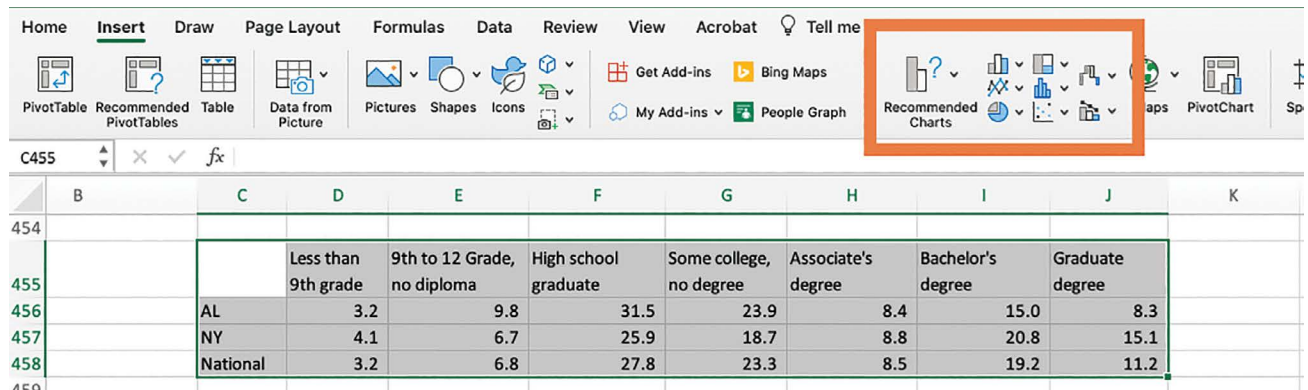 Home Insert Draw Page Layout Formulas Data Review View Acrobat Tell me
Get Add-ins Bing Maps
My Add-ins People Graph
PivotTable Recommended PivotTables Table Data from Picture Pictures Shapes Icons Recommended Charts PivotChart
C455 fx
B C D E F G H I J K
454
455 Less than 9th grade 9th to 12 Grade, no diploma High school graduate Some college, no degree Associate's degree Bachelor's degree Graduate degree
456 AL 3.2 9.8 31.5 23.9 8.4 15.0 8.3
457 NY 4.1 6.7 25.9 18.7 8.8 20.8 15.1
458 National 3.2 6.8 27.8 23.3 8.5 19.2 11.2